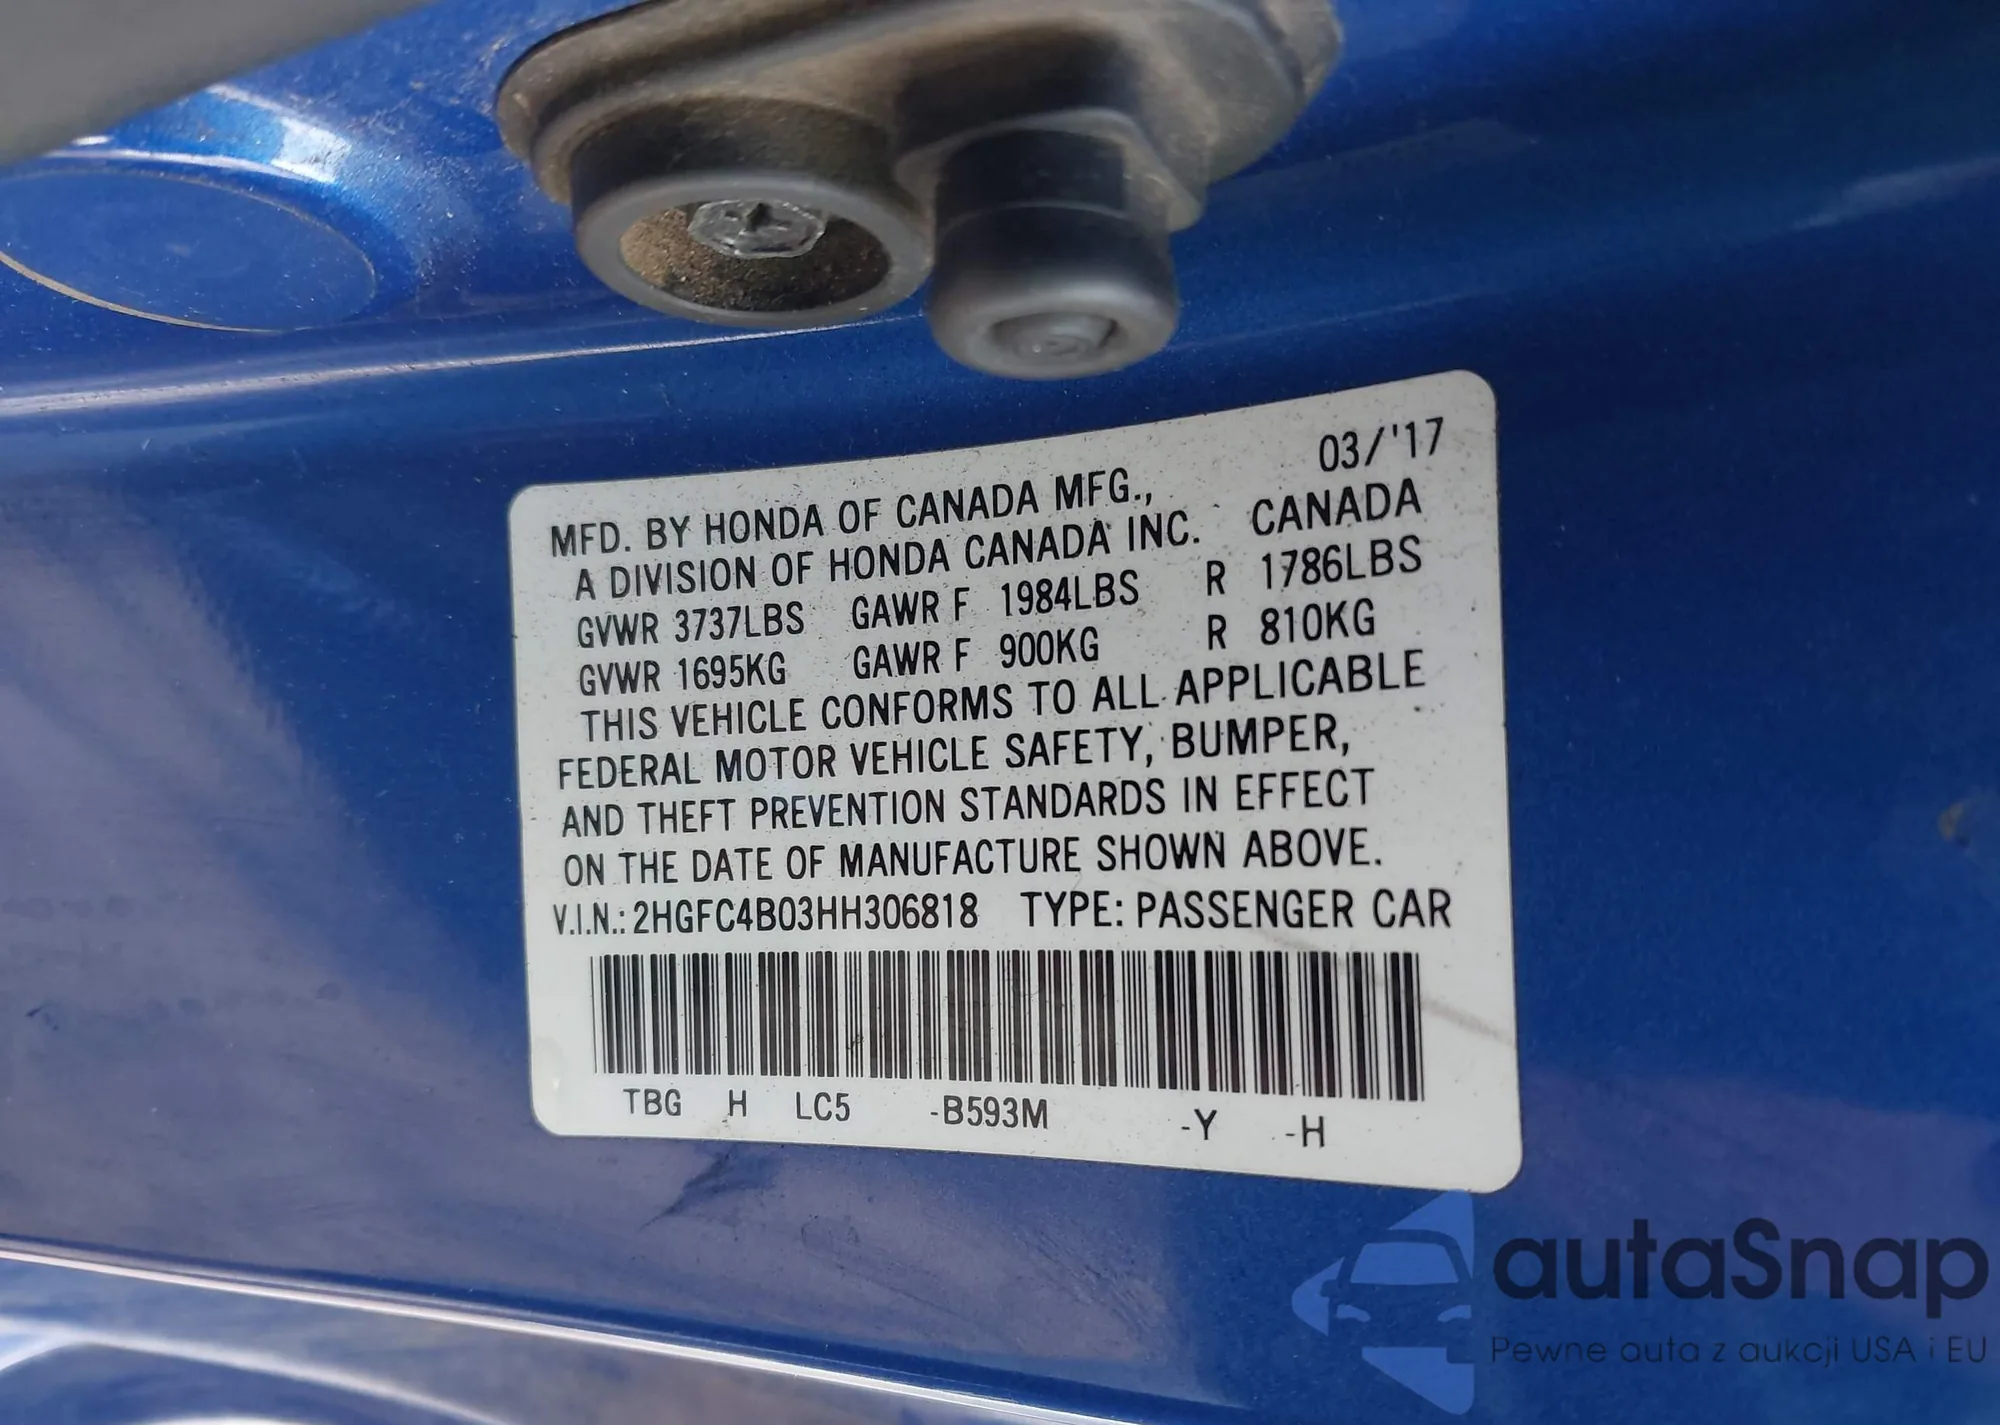 03/'17
MFD. BY HONDA OF CANADA MFG.,
A DIVISION OF HONDA CANADA INC. CANADA
GVWR 3737LBS GAWR F 1984LBS R 1786LBS
GVWR 1695KG GAWR F 900KG R 810KG
THIS VEHICLE CONFORMS TO ALL APPLICABLE
FEDERAL MOTOR VEHICLE SAFETY, BUMPER,
AND THEFT PREVENTION STANDARDS IN EFFECT
ON THE DATE OF MANUFACTURE SHOWN ABOVE.
V.I.N.: 2HGFC4B03HH306818 TYPE: PASSENGER CAR
TBG H LC5 -B593M -Y -H
autaSnap
Pewne auta z aukcji USA i EU